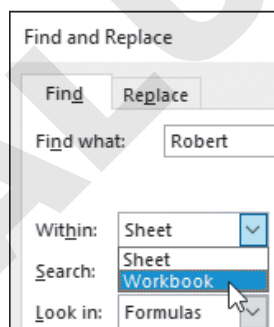 Find and Replace
Find Replace
Find what: Robert
Within: Sheet
Sheet
Search: Workbook
Look in: Formulas